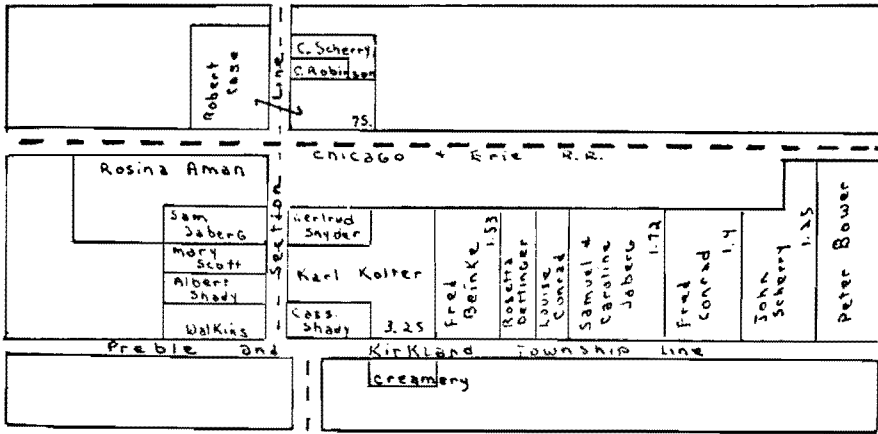 C. Scherry
C. Robinson
Robert
Case
75.
Line
Chicago & Erie R.R.
Rosina Aman
Section
Sam
Jaberg
Mary
Scott
Albert
Shady
Walkins
Gertrud
Snyder
Karl Kolter
Cass.
Shady
3.25
Fred
Beinke
1.53
Rosetta
Dettinger
Louise
Conrad
Samuel &
Caroline
Jaberg
1.72
Fred
Conrad
1.4
John
Scherry
1.25
Peter Bower
Preble and Kirkland Township Line
Creamery